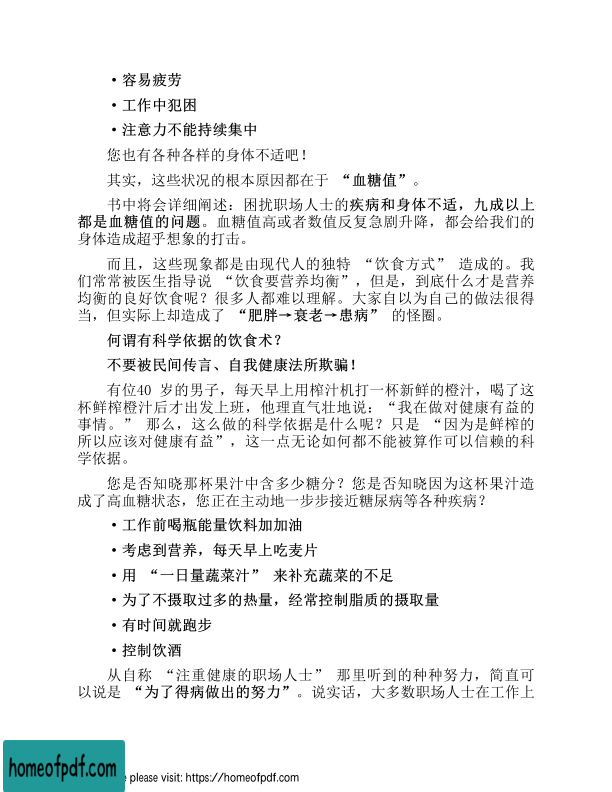 ·容易疲劳
·工作中犯困
·注意力不能持续集中
您也有各种各样的身体不适吧！
其实，这些状况的根本原因都在于 “血糖值”。
书中将会详细阐述：困扰职场人士的疾病和身体不适，九成以上
都是血糖值的问题。血糖值高或者数值反复急剧升降，都会给我们的
身体造成超乎想象的打击。
而且，这些现象都是由现代人的独特 “饮食方式” 造成的。我
们常常被医生指导说 “饮食要营养均衡”，但是，到底什么才是营养
均衡的良好饮食呢？很多人都难以理解。大家自以为自己的做法很得
当，但实际上却造成了 “肥胖→衰老→患病” 的怪圈。
何谓有科学依据的饮食术？
不要被民间传言、自我健康法所欺骗！
有位40 岁的男子，每天早上用榨汁机打一杯新鲜的橙汁，喝了这
杯鲜榨橙汁后才出发上班，他理直气壮地说：“我在做对健康有益的
事情。” 那么，这么做的科学依据是什么呢？只是 “因为是鲜榨的
所以应该对健康有益”，这一点无论如何都不能被算作可以信赖的科
学依据。
您是否知晓那杯果汁中含多少糖分？您是否知晓因为这杯果汁造
成了高血糖状态，您正在主动地一步步接近糖尿病等各种疾病？
·工作前喝瓶能量饮料加加油
·考虑到营养，每天早上吃麦片
·用 “一日量蔬菜汁” 来补充蔬菜的不足
·为了不摄取过多的热量，经常控制脂质的摄取量
·有时间就跑步
·控制饮酒
从自称 “注重健康的职场人士” 那里听到的种种努力，简直可
以说是 “为了得病做出的努力”。说实话，大多数职场人士在工作上
homeofpdf.com
e please visit: https://homeofpdf.com